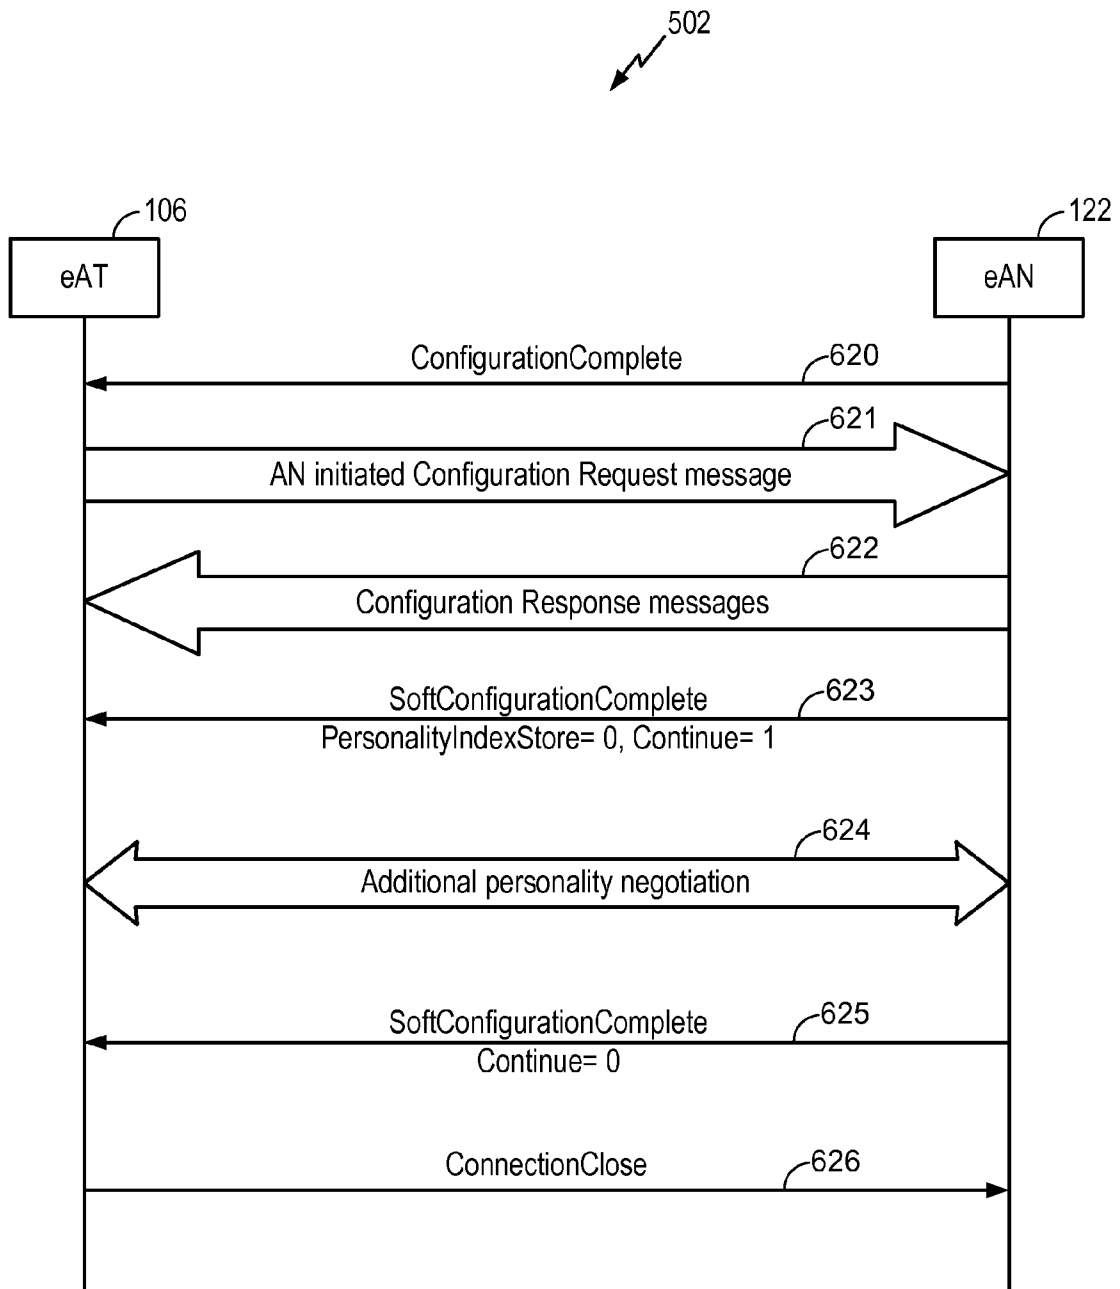 502
106
122
eAT
eAN
ConfigurationComplete
620
621
AN initiated Configuration Request message
622
Configuration Response messages
SoftConfigurationComplete
623
PersonalityIndexStore= 0, Continue= 1
624
Additional personality negotiation
SoftConfigurationComplete
625
Continue= 0
ConnectionClose
626